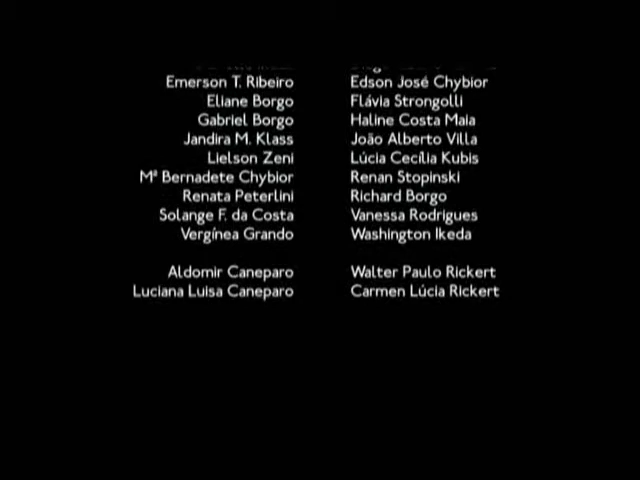 Emerson T. Ribeiro Edson José Chybior
Eliane Borgo Flávia Strongolli
Gabriel Borgo Haline Costa Maia
Jandira M. Klass João Alberto Villa
Lielson Zeni Lúcia Cecília Kubis
Mª Bernadete Chybior Renan Stopinski
Renata Peterlini Richard Borgo
Solange F. da Costa Vanessa Rodrigues
Vergínea Grando Washington Ikeda
Aldomir Caneparo Walter Paulo Rickert
Luciana Luisa Caneparo Carmen Lúcia Rickert